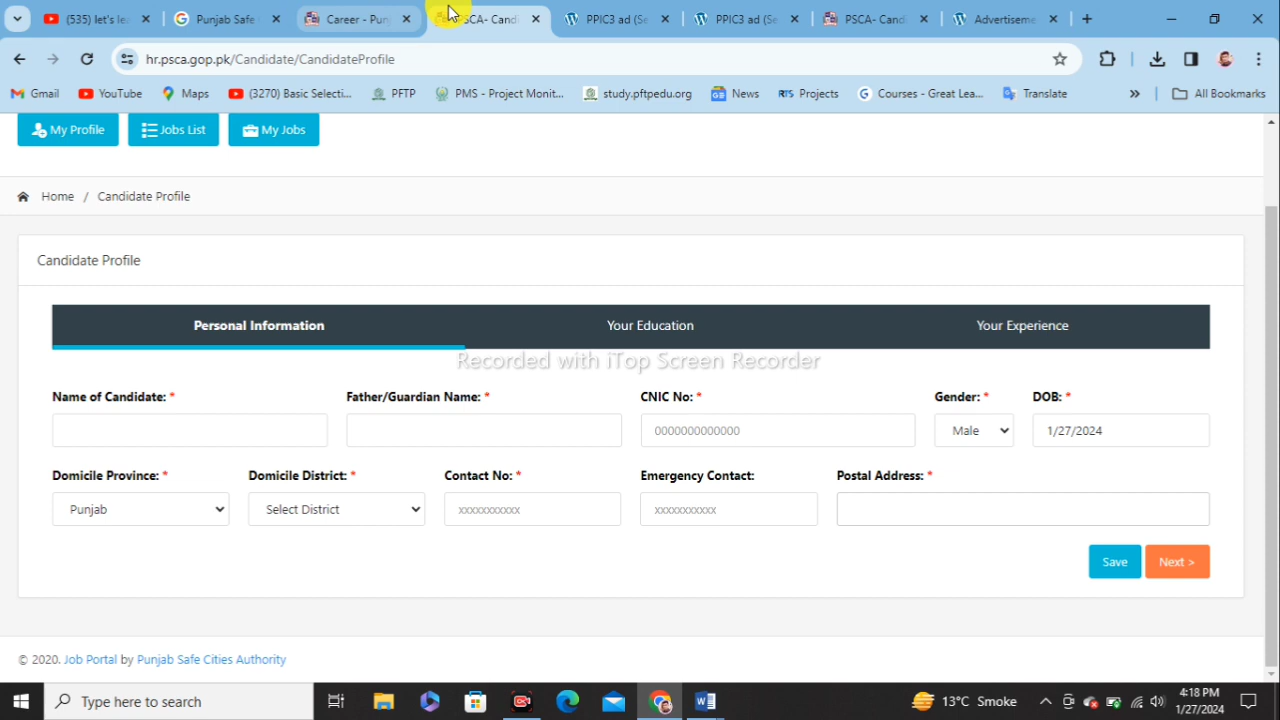 (535) let's lea
Punjab Safe
Career - Pun
PSCA- Candi
PPIC3 ad (Se
PPIC3 ad (Se
PSCA- Candi
Advertiseme
hr.psca.gop.pk/Candidate/CandidateProfile
Gmail
YouTube
Maps
(3270) Basic Selecti...
PFTP
PMS - Project Monit...
study.pftpedu.org
News
RTS Projects
Courses - Great Lea...
Translate
»
All Bookmarks
My Profile
Jobs List
My Jobs
Home / Candidate Profile
Candidate Profile
Personal Information
Your Education
Your Experience
Recorded with iTop Screen Recorder
Name of Candidate: *
Father/Guardian Name: *
CNIC No: *
Gender: *
DOB: *
0000000000000
Male
1/27/2024
Domicile Province: *
Domicile District: *
Contact No: *
Emergency Contact:
Postal Address: *
Punjab
Select District
xxxxxxxxxxx
xxxxxxxxxxx
Save
Next >
© 2020. Job Portal by Punjab Safe Cities Authority
Type here to search
13°C Smoke
4:18 PM
1/27/2024